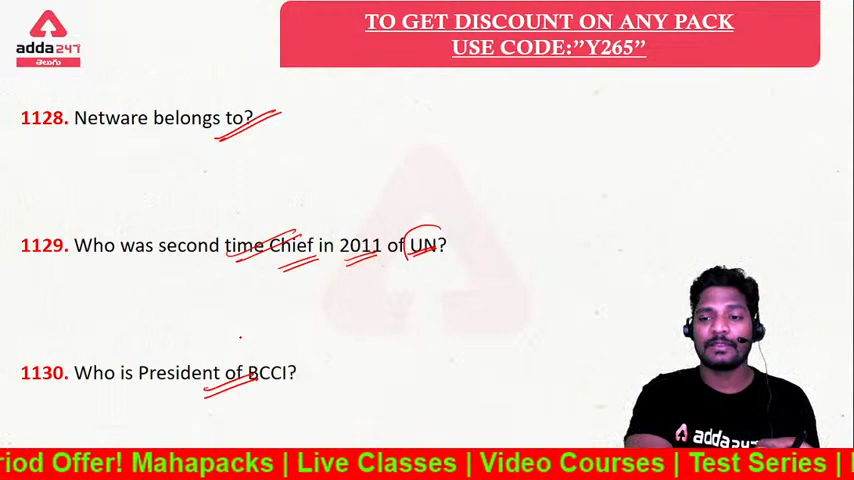 TO GET DISCOUNT ON ANY PACK
USE CODE:”Y265”
adda247
తెలుగు
1128. Netware belongs to?
1129. Who was second time Chief in 2011 of UN?
1130. Who is President of BCCI?
adda247
riod Offer! Mahapacks | Live Classes | Video Courses | Test Series |